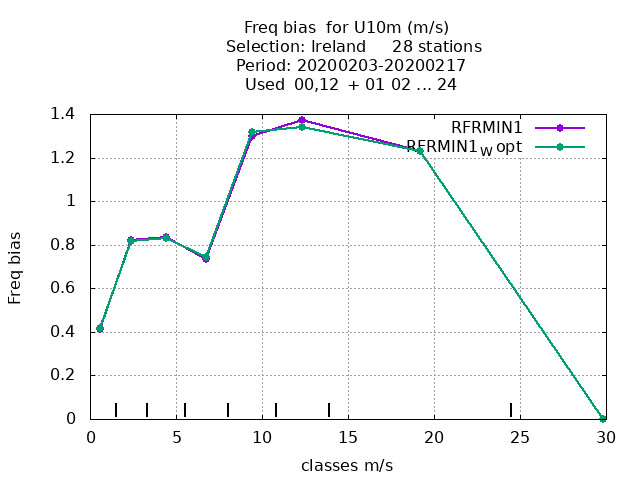 Freq bias  for U10m (m/s)
Selection: Ireland     28 stations
Period: 20200203-20200217
Used  00,12  + 01 02 ... 24
1.4
1.2
1
0.8
0.6
0.4
0.2
0
Freq bias
RFRMIN1
RFRMIN1W opt
0 5 10 15 20 25 30
classes m/s